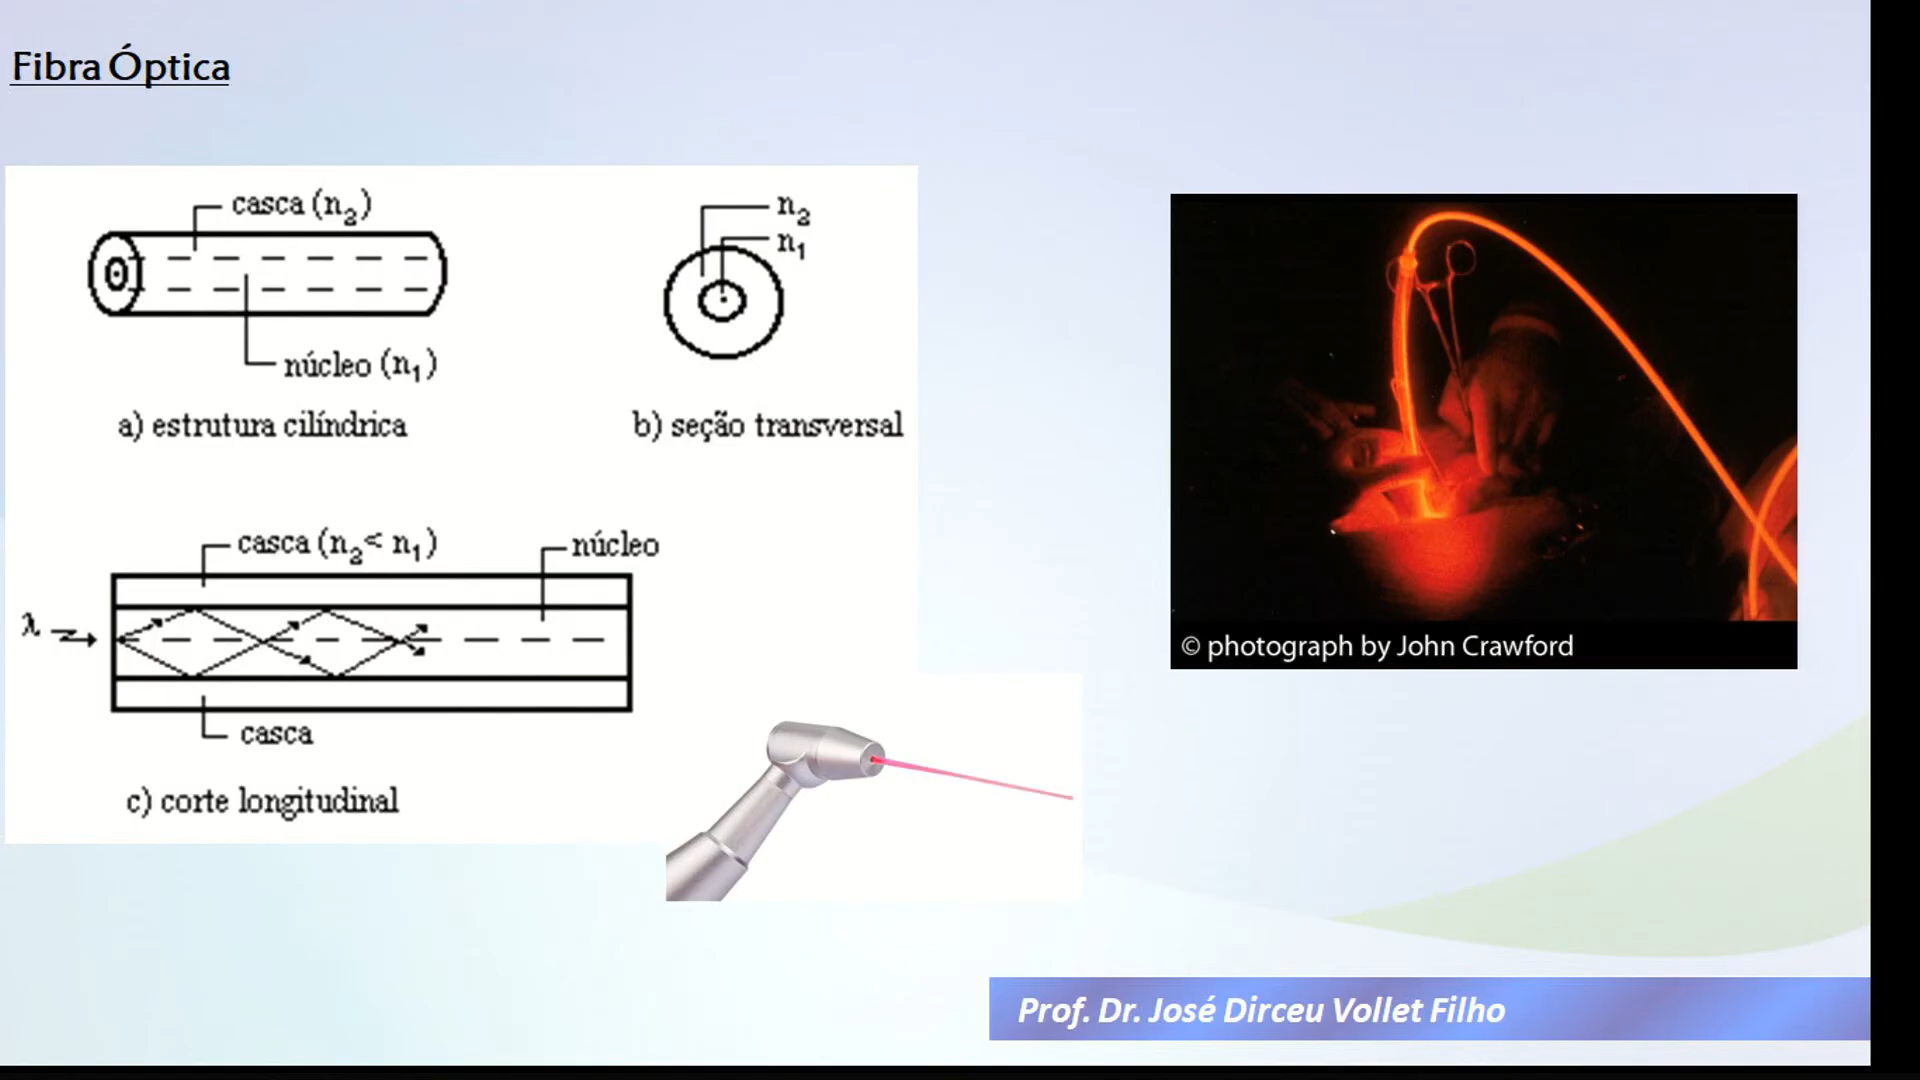 Fibra Óptica
casca (n₂)
núcleo (n₁)
a) estrutura cilíndrica
n₂
n₁
b) seção transversal
casca (n₂< n₁)
núcleo
λ
casca
c) corte longitudinal
© photograph by John Crawford
Prof. Dr. José Dirceu Vollet Filho